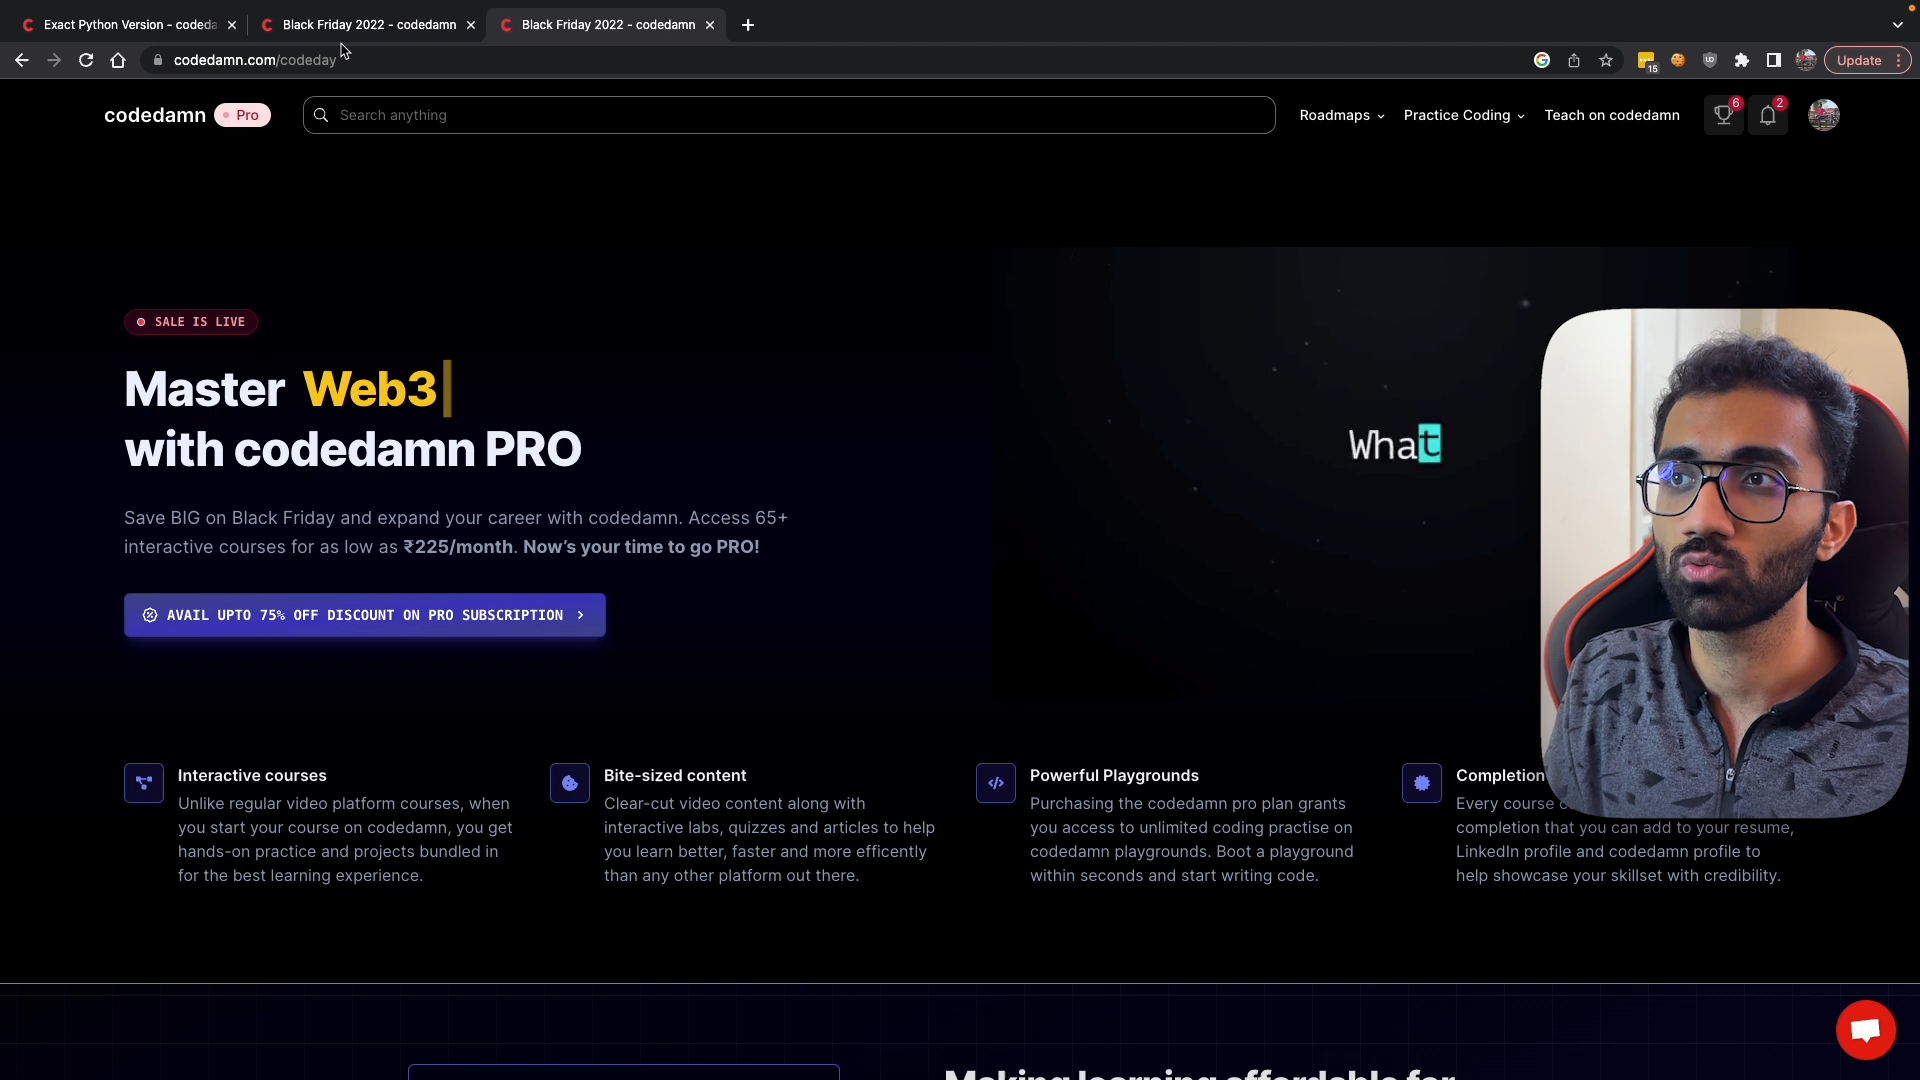 Exact Python Version - coded
Black Friday 2022 - codedamn
Black Friday 2022 - codedamn
codedamn.com/codeday
15
Update
codedamn
Pro
Search anything
Roadmaps
Practice Coding
Teach on codedamn
6
2
SALE IS LIVE
Master Web3
with codedamn PRO
Save BIG on Black Friday and expand your career with codedamn. Access 65+
interactive courses for as low as ₹225/month. Now's your time to go PRO!
AVAIL UPTO 75% OFF DISCOUNT ON PRO SUBSCRIPTION
What
Interactive courses
Unlike regular video platform courses, when
you start your course on codedamn, you get
hands-on practice and projects bundled in
for the best learning experience.
Bite-sized content
Clear-cut video content along with
interactive labs, quizzes and articles to help
you learn better, faster and more efficently
than any other platform out there.
Powerful Playgrounds
Purchasing the codedamn pro plan grants
you access to unlimited coding practise on
codedamn playgrounds. Boot a playground
within seconds and start writing code.
Completion
Every course
completion that you can add to your resume,
LinkedIn profile and codedamn profile to
help showcase your skillset with credibility.
Making learning affordable for